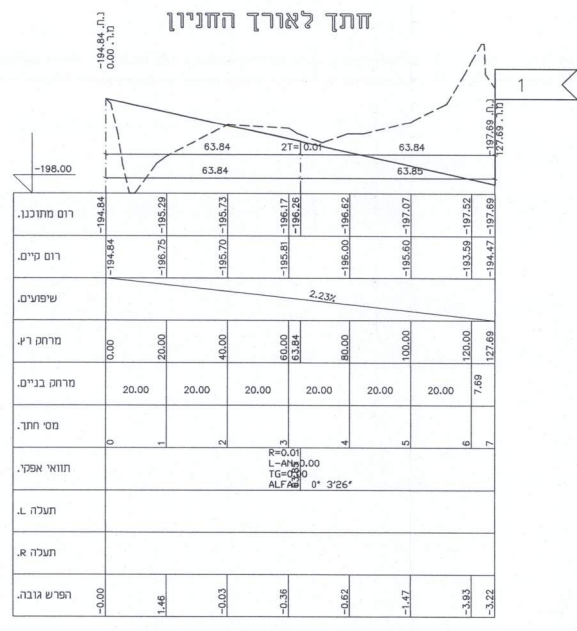 חתך לאורך החניון
נ.ח. -194.84
מ.ר. 0.00
1
נ.ח. -197.69
מ.ר. 127.69
63.84 2T= 0.01 63.84
63.84 63.85
-198.00
רום מתוכנן. -194.84 -195.29 -195.73 -196.17 -196.26 -196.62 -197.07 -197.52 -197.69
רום קיים. -194.84 -196.75 -195.70 -195.81 -196.00 -195.60 -193.59 -194.47
שיפועים. 2.23%
מרחק רץ. 0.00 20.00 40.00 60.00 63.84 80.00 100.00 120.00 127.69
מרחק בניים. 20.00 20.00 20.00 20.00 20.00 20.00 7.69
מס' חתך. 0 1 2 3 4 5 6 7
תוואי אפקי.
R=0.01
L-AN=0.00
TG=0.00
ALFA= 0° 3'26"
תעלה L.
תעלה R.
הפרש גובה. -0.00 1.46 -0.03 -0.36 -0.62 -1.47 -3.93 -3.22